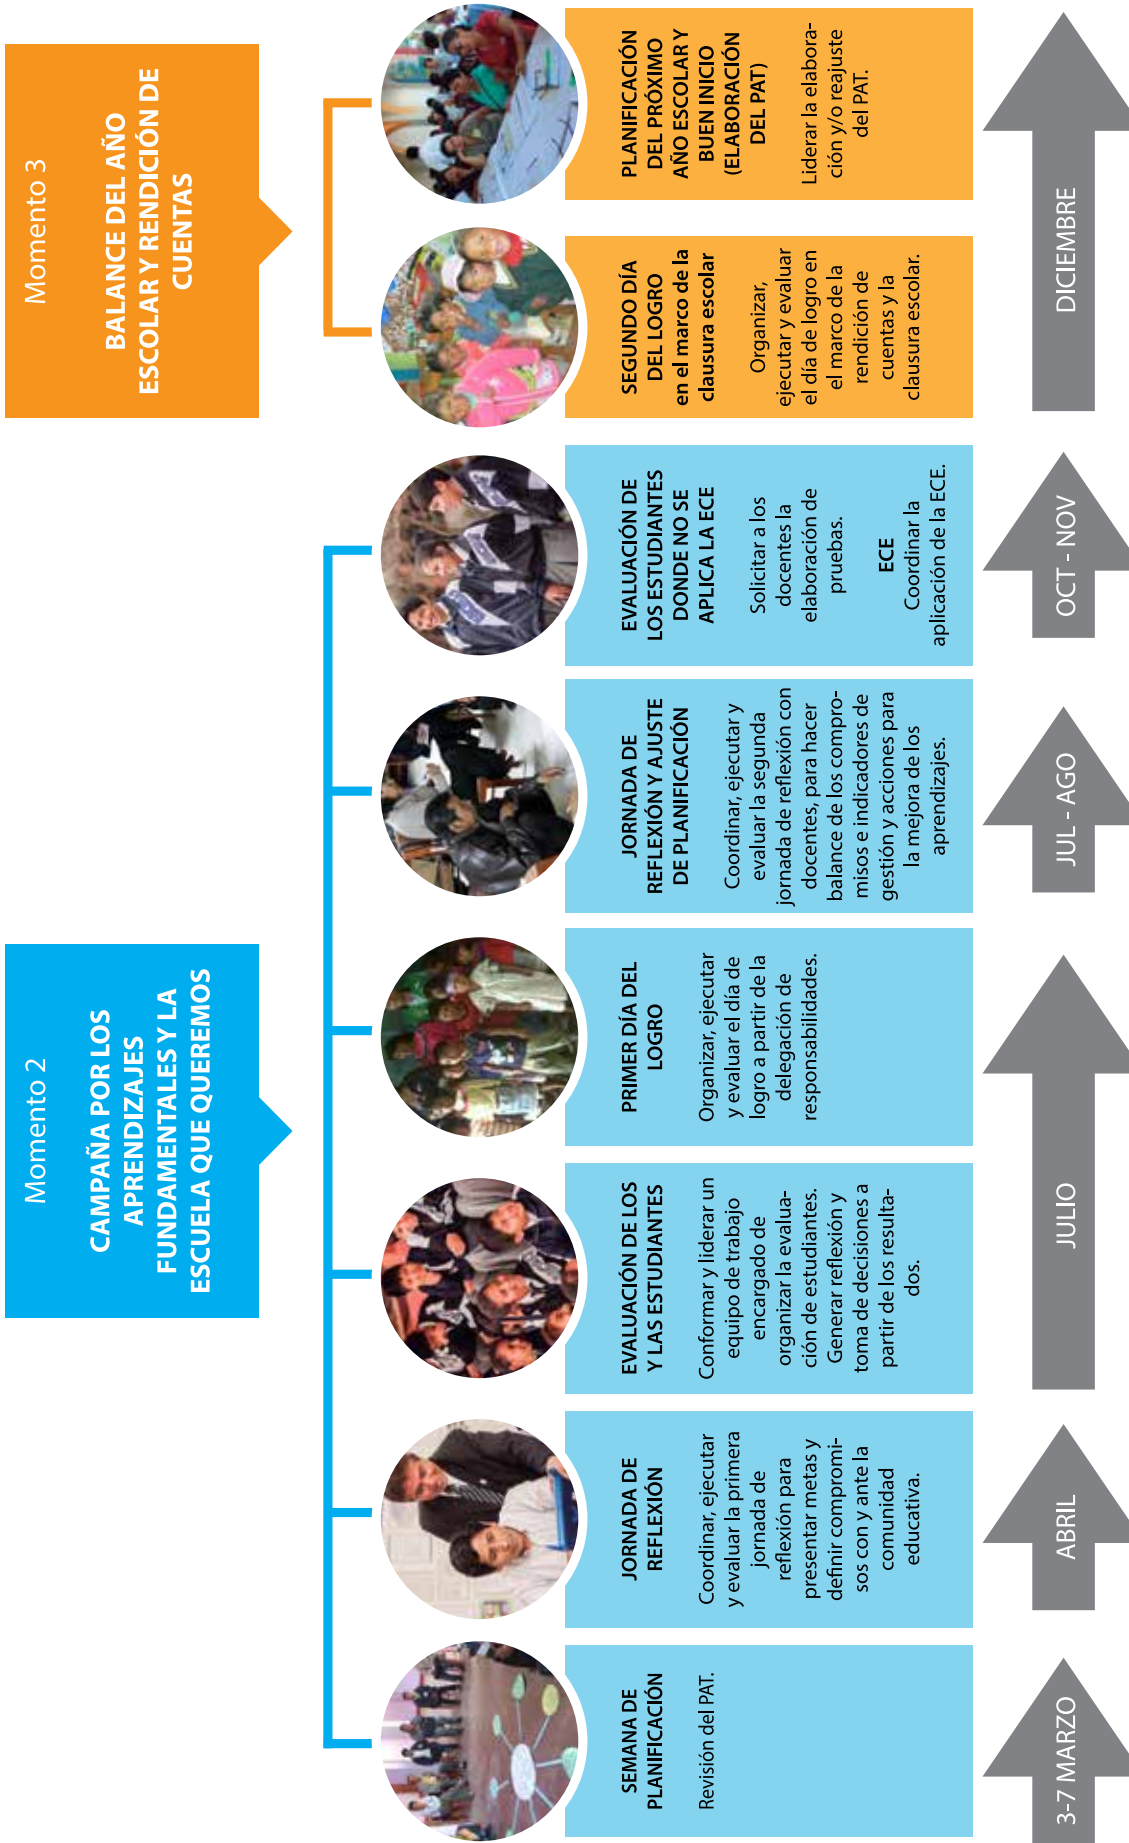 Momento 2
CAMPAÑA POR LOS
APRENDIZAJES
FUNDAMENTALES Y LA
ESCUELA QUE QUEREMOS
Momento 3
BALANCE DEL AÑO
ESCOLAR Y RENDICIÓN DE
CUENTAS
SEMANA DE
PLANIFICACIÓN
Revisión del PAT.
JORNADA DE
REFLEXIÓN
Coordinar, ejecutar
y evaluar la primera
jornada de
reflexión para
presentar metas y
definir compromi-
sos con y ante la
comunidad
educativa.
EVALUACIÓN DE LOS
Y LAS ESTUDIANTES
Conformar y liderar un
equipo de trabajo
encargado de
organizar la evalua-
ción de estudiantes.
Generar reflexión y
toma de decisiones a
partir de los resulta-
dos.
PRIMER DÍA DEL
LOGRO
Organizar, ejecutar
y evaluar el día de
logro a partir de la
delegación de
responsabilidades.
JORNADA DE
REFLEXIÓN Y AJUSTE
DE PLANIFICACIÓN
Coordinar, ejecutar y
evaluar la segunda
jornada de reflexión con
docentes, para hacer
balance de los compro-
misos e indicadores de
gestión y acciones para
la mejora de los
aprendizajes.
EVALUACIÓN DE
LOS ESTUDIANTES
DONDE NO SE
APLICA LA ECE
Solicitar a los
docentes la
elaboración de
pruebas.
ECE
Coordinar la
aplicación de la ECE.
SEGUNDO DÍA
DEL LOGRO
en el marco de la
clausura escolar
Organizar,
ejecutar y evaluar
el día de logro en
el marco de la
rendición de
cuentas y la
clausura escolar.
PLANIFICACIÓN
DEL PRÓXIMO
AÑO ESCOLAR Y
BUEN INICIO
(ELABORACIÓN
DEL PAT)
Liderar la elabora-
ción y/o reajuste
del PAT.
3-7 MARZO
ABRIL
JULIO
JUL - AGO
OCT - NOV
DICIEMBRE